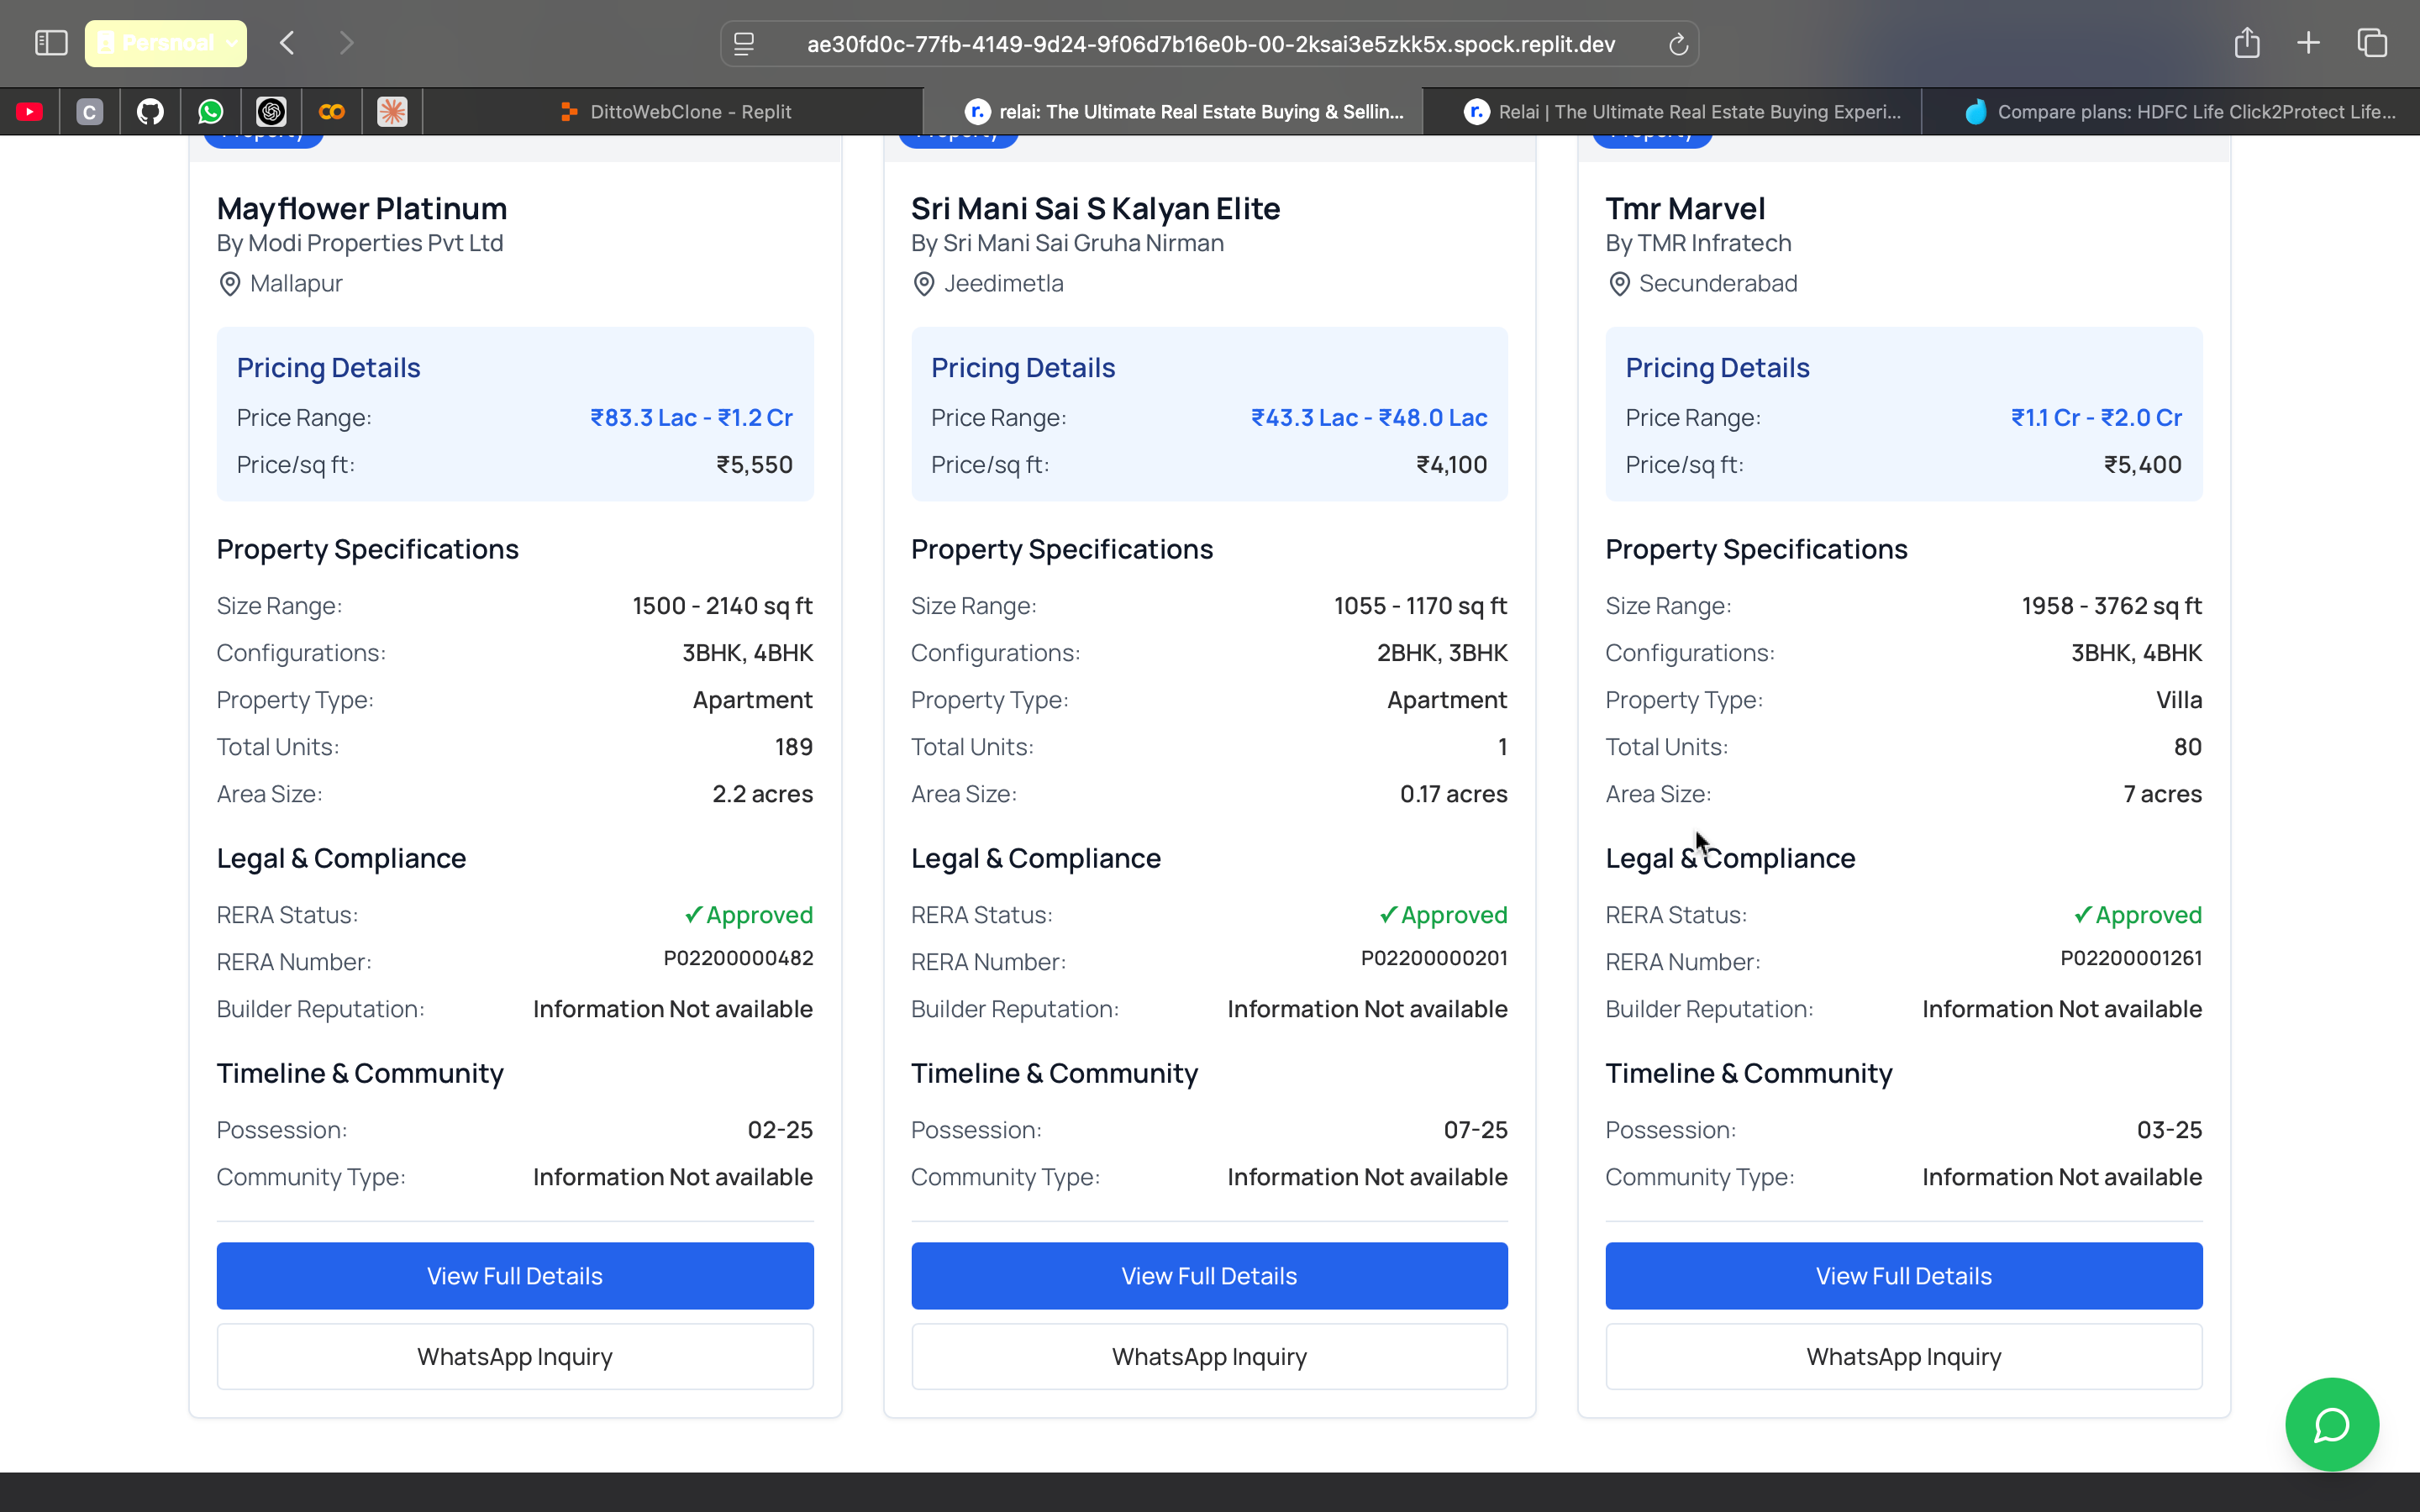 Persnoal
ae30fd0c-77fb-4149-9d24-9f06d7b16e0b-00-2ksai3e5zkk5x.spock.replit.dev
C
DittoWebClone - Replit
r. relai: The Ultimate Real Estate Buying & Sellin...
r. Relai | The Ultimate Real Estate Buying Experi...
Compare plans: HDFC Life Click2Protect Life...
Property
Property
Property
Mayflower Platinum
By Modi Properties Pvt Ltd
Mallapur
Pricing Details
Price Range: ₹83.3 Lac - ₹1.2 Cr
Price/sq ft: ₹5,550
Property Specifications
Size Range: 1500 - 2140 sq ft
Configurations: 3BHK, 4BHK
Property Type: Apartment
Total Units: 189
Area Size: 2.2 acres
Legal & Compliance
RERA Status: ✓ Approved
RERA Number: P02200000482
Builder Reputation: Information Not available
Timeline & Community
Possession: 02-25
Community Type: Information Not available
View Full Details
WhatsApp Inquiry
Sri Mani Sai S Kalyan Elite
By Sri Mani Sai Gruha Nirman
Jeedimetla
Pricing Details
Price Range: ₹43.3 Lac - ₹48.0 Lac
Price/sq ft: ₹4,100
Property Specifications
Size Range: 1055 - 1170 sq ft
Configurations: 2BHK, 3BHK
Property Type: Apartment
Total Units: 1
Area Size: 0.17 acres
Legal & Compliance
RERA Status: ✓ Approved
RERA Number: P02200000201
Builder Reputation: Information Not available
Timeline & Community
Possession: 07-25
Community Type: Information Not available
View Full Details
WhatsApp Inquiry
Tmr Marvel
By TMR Infratech
Secunderabad
Pricing Details
Price Range: ₹1.1 Cr - ₹2.0 Cr
Price/sq ft: ₹5,400
Property Specifications
Size Range: 1958 - 3762 sq ft
Configurations: 3BHK, 4BHK
Property Type: Villa
Total Units: 80
Area Size: 7 acres
Legal & Compliance
RERA Status: ✓ Approved
RERA Number: P02200001261
Builder Reputation: Information Not available
Timeline & Community
Possession: 03-25
Community Type: Information Not available
View Full Details
WhatsApp Inquiry